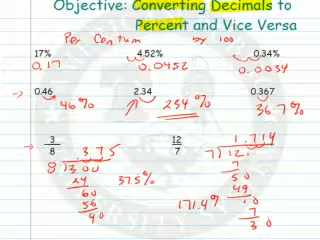 Objective: Converting Decimals to
Percent and Vice Versa
Per Centum by 100
17% 4.52% 0.34%
0.17 0.0452 0.0034
→ 0.46 2.34 0.367
46% 234% 36.7%
→ 3/8 12/7
.375 1.714
8 3.00 7 12.
24 7
60 50
56 49
40 10
37.5% 7
171.4% 30